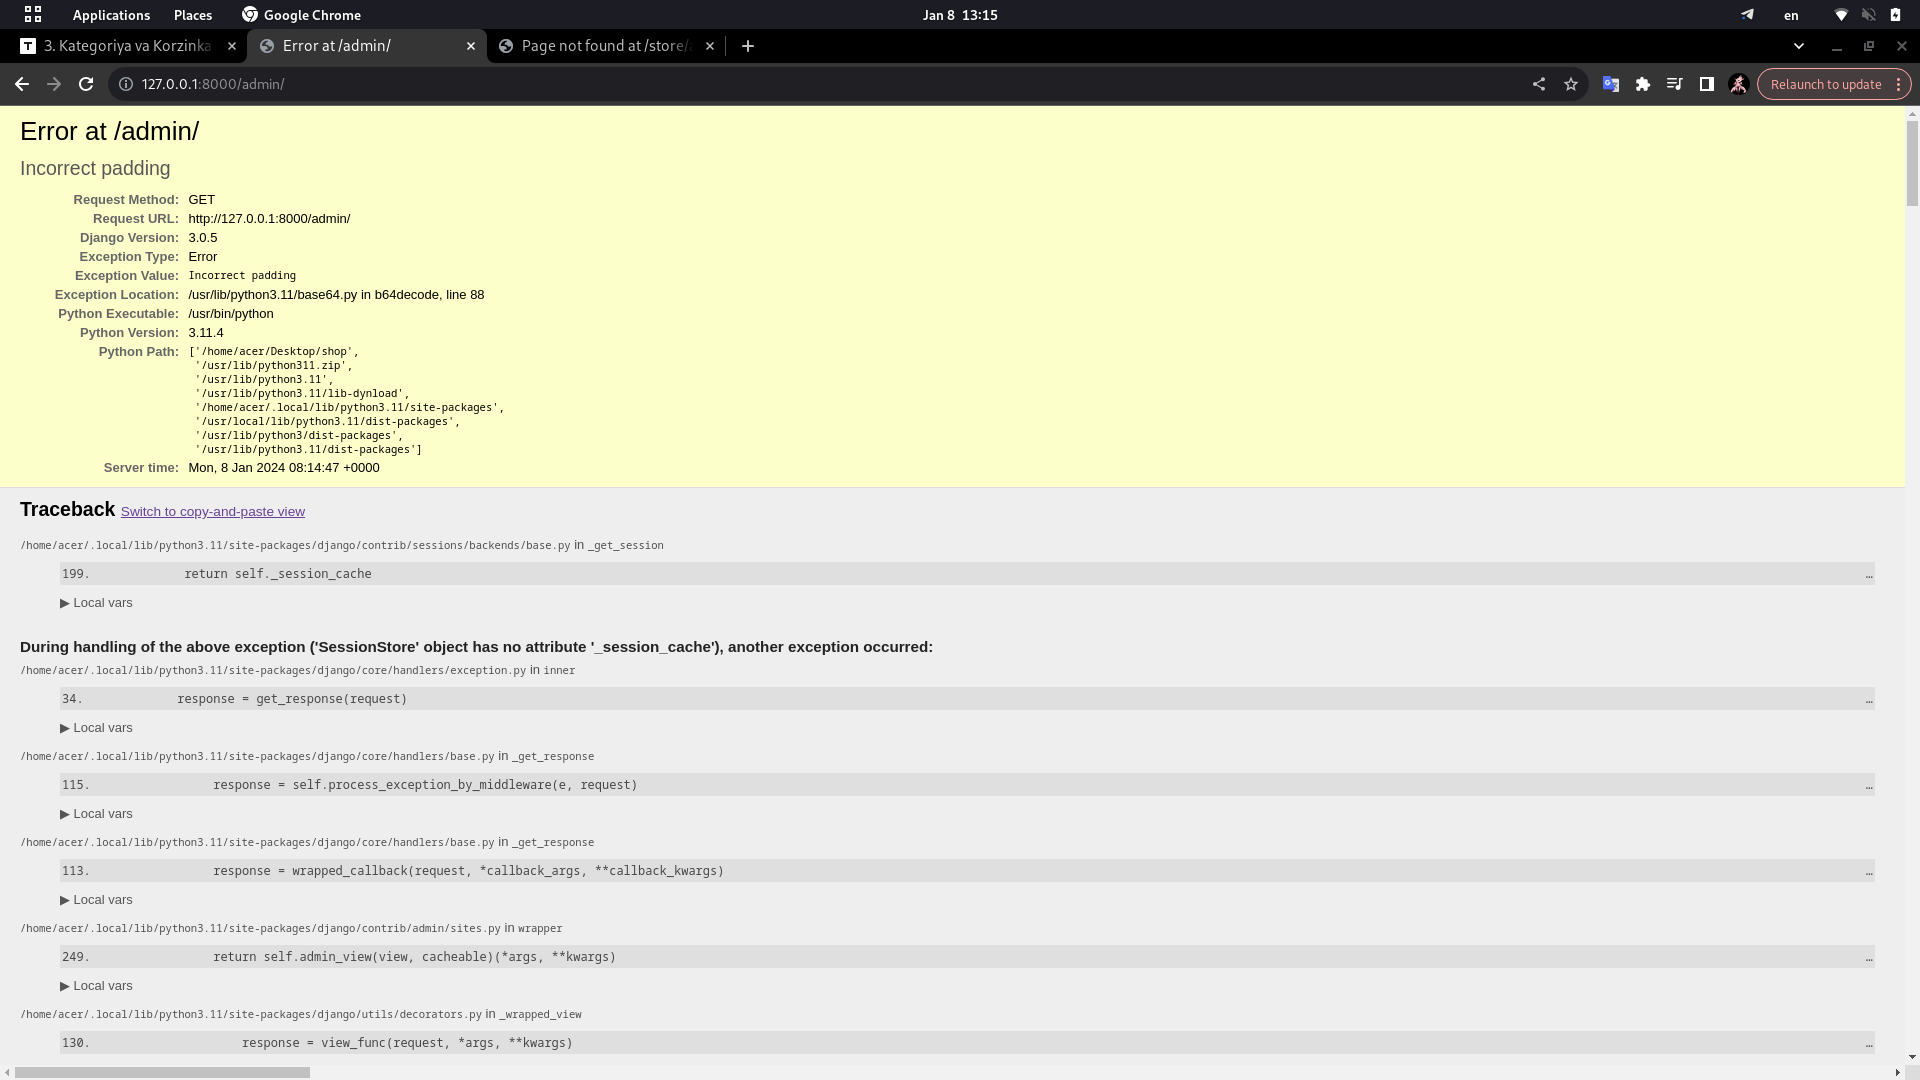 Applications Places Google Chrome Jan 8 13:15 en
3. Kategoriya va Korzinka Error at /admin/ Page not found at /store/
127.0.0.1:8000/admin/ Relaunch to update
Error at /admin/
Incorrect padding
Request Method: GET
Request URL: http://127.0.0.1:8000/admin/
Django Version: 3.0.5
Exception Type: Error
Exception Value: Incorrect padding
Exception Location: /usr/lib/python3.11/base64.py in b64decode, line 88
Python Executable: /usr/bin/python
Python Version: 3.11.4
Python Path: ['/home/acer/Desktop/shop',
'/usr/lib/python311.zip',
'/usr/lib/python3.11',
'/usr/lib/python3.11/lib-dynload',
'/home/acer/.local/lib/python3.11/site-packages',
'/usr/local/lib/python3.11/dist-packages',
'/usr/lib/python3/dist-packages',
'/usr/lib/python3.11/dist-packages']
Server time: Mon, 8 Jan 2024 08:14:47 +0000
Traceback Switch to copy-and-paste view
/home/acer/.local/lib/python3.11/site-packages/django/contrib/sessions/backends/base.py in _get_session
199. return self._session_cache …
▶ Local vars
During handling of the above exception ('SessionStore' object has no attribute '_session_cache'), another exception occurred:
/home/acer/.local/lib/python3.11/site-packages/django/core/handlers/exception.py in inner
34. response = get_response(request) …
▶ Local vars
/home/acer/.local/lib/python3.11/site-packages/django/core/handlers/base.py in _get_response
115. response = self.process_exception_by_middleware(e, request) …
▶ Local vars
/home/acer/.local/lib/python3.11/site-packages/django/core/handlers/base.py in _get_response
113. response = wrapped_callback(request, *callback_args, **callback_kwargs) …
▶ Local vars
/home/acer/.local/lib/python3.11/site-packages/django/contrib/admin/sites.py in wrapper
249. return self.admin_view(view, cacheable)(*args, **kwargs) …
▶ Local vars
/home/acer/.local/lib/python3.11/site-packages/django/utils/decorators.py in _wrapped_view
130. response = view_func(request, *args, **kwargs) …